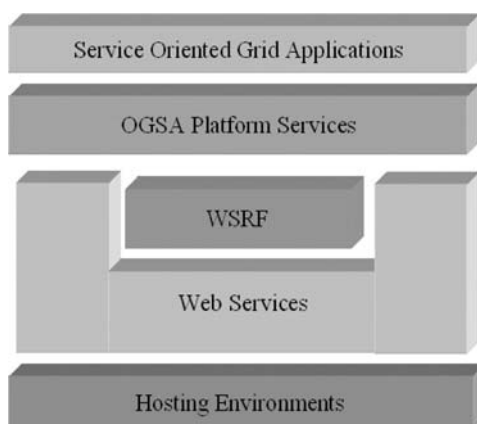 Service Oriented Grid Applications
OGSA Platform Services
WSRF
Web Services
Hosting Environments